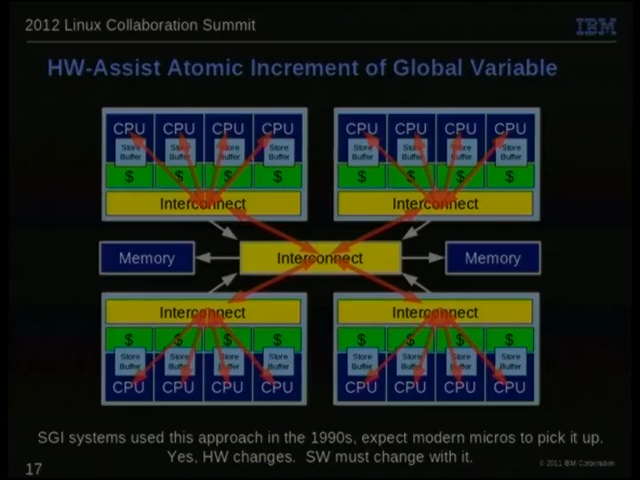 2012 Linux Collaboration Summit
IBM
HW-Assist Atomic Increment of Global Variable
CPU CPU CPU CPU CPU CPU CPU CPU
Store Buffer Store Buffer Store Buffer Store Buffer Store Buffer Store Buffer Store Buffer Store Buffer
$ $ $ $ $ $ $ $
Interconnect Interconnect
Memory Interconnect Memory
Interconnect Interconnect
$ $ $ $ $ $ $ $
Store Buffer Store Buffer Store Buffer Store Buffer Store Buffer Store Buffer Store Buffer Store Buffer
CPU CPU CPU CPU CPU CPU CPU CPU
SGI systems used this approach in the 1990s, expect modern micros to pick it up.
Yes, HW changes.  SW must change with it.
17
© 2011 IBM Corporation